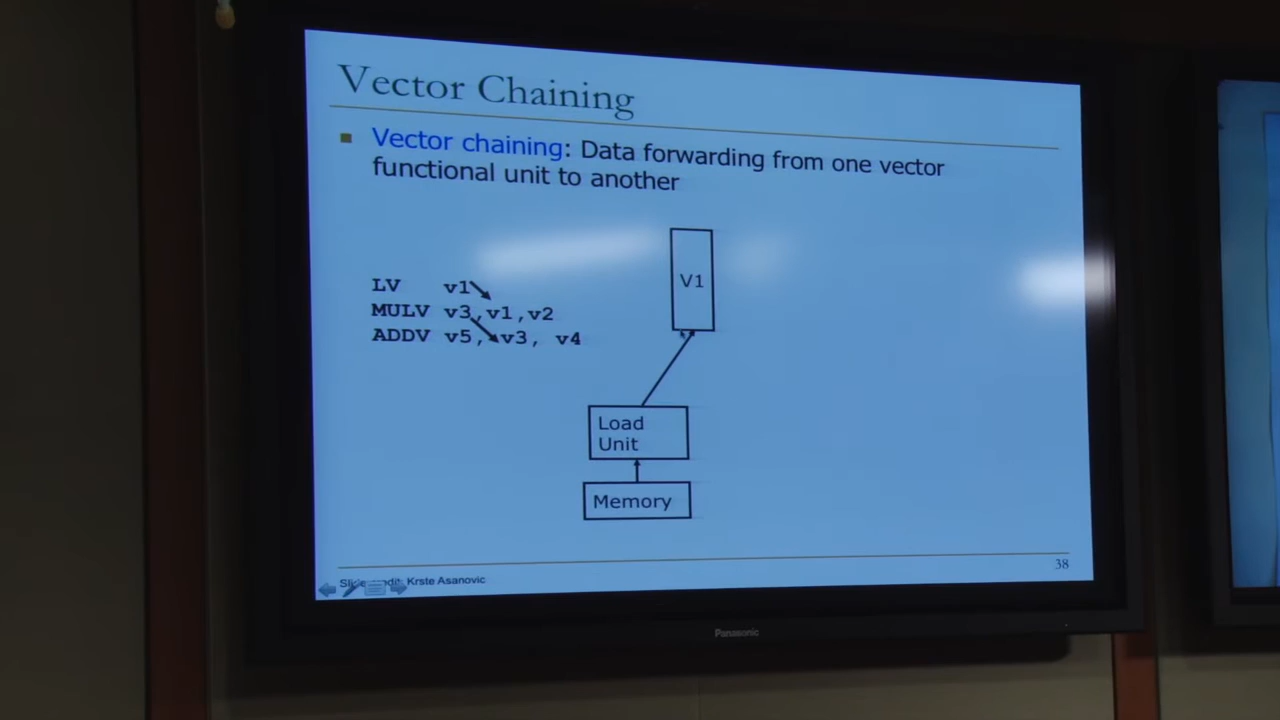 Vector Chaining
Vector chaining: Data forwarding from one vector
functional unit to another
LV v1
MULV v3,v1,v2
ADDV v5, v3, v4
V1
Load
Unit
Memory
38
Slide credit: Krste Asanovic
Panasonic